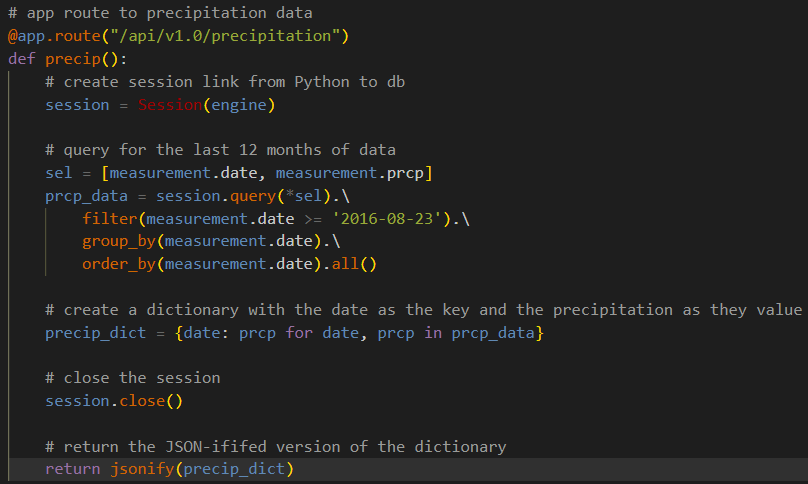 # app route to precipitation data
@app.route("/api/v1.0/precipitation")
def precip():
    # create session link from Python to db
    session = Session(engine)

    # query for the last 12 months of data
    sel = [measurement.date, measurement.prcp]
    prcp_data = session.query(*sel).\
        filter(measurement.date >= '2016-08-23').\
        group_by(measurement.date).\
        order_by(measurement.date).all()

    # create a dictionary with the date as the key and the precipitation as they value
    precip_dict = {date: prcp for date, prcp in prcp_data}

    # close the session
    session.close()

    # return the JSON-ififed version of the dictionary
    return jsonify(precip_dict)